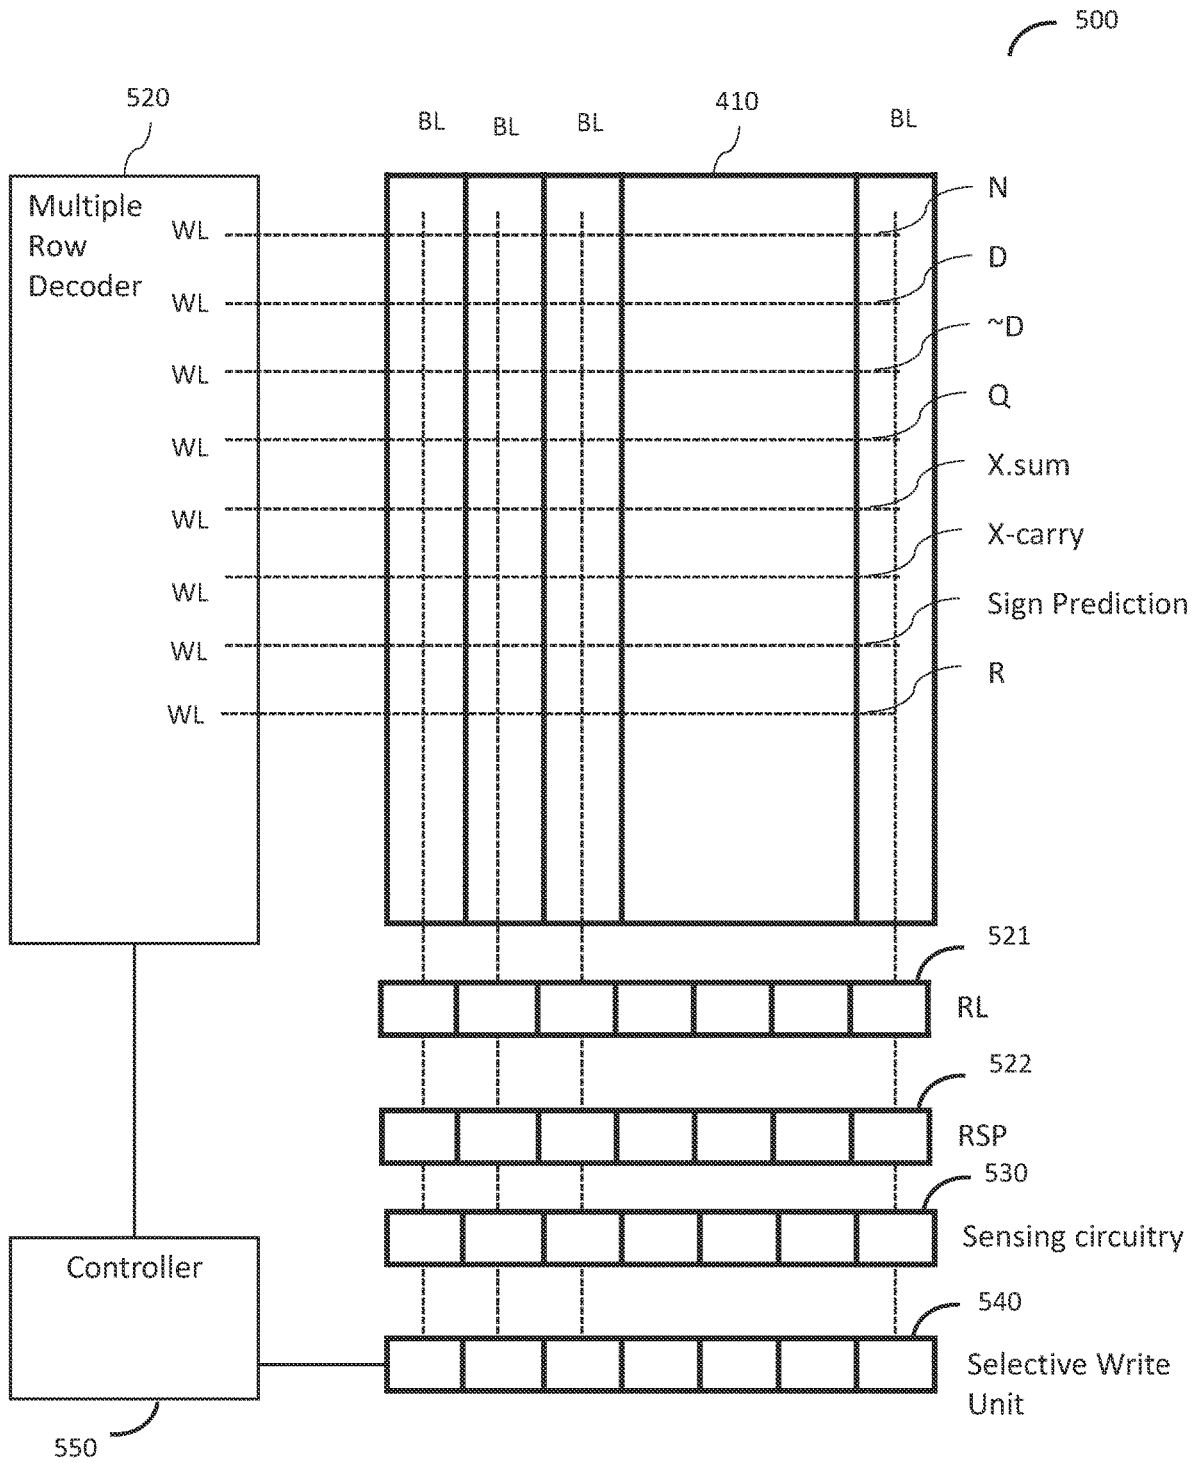 500
520
410
BL
BL
BL
BL
Multiple
Row
Decoder
WL
N
WL
D
WL
~D
WL
Q
WL
X.sum
WL
X-carry
WL
Sign Prediction
WL
R
521
RL
522
RSP
530
Sensing circuitry
Controller
540
Selective Write
Unit
550